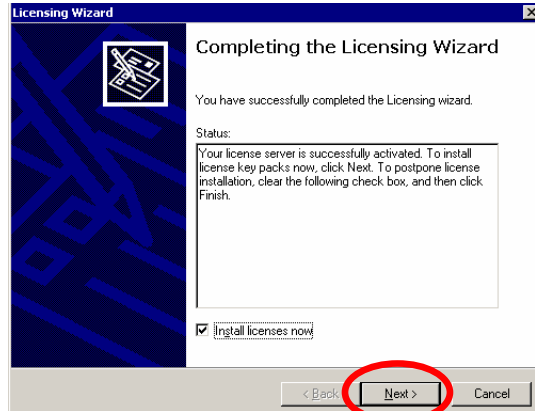 Licensing Wizard
Completing the Licensing Wizard
You have successfully completed the Licensing wizard.
Status:
Your license server is successfully activated. To install
license key packs now, click Next. To postpone license
installation, clear the following check box, and then click
Finish.
Install licenses now
< Back Next > Cancel